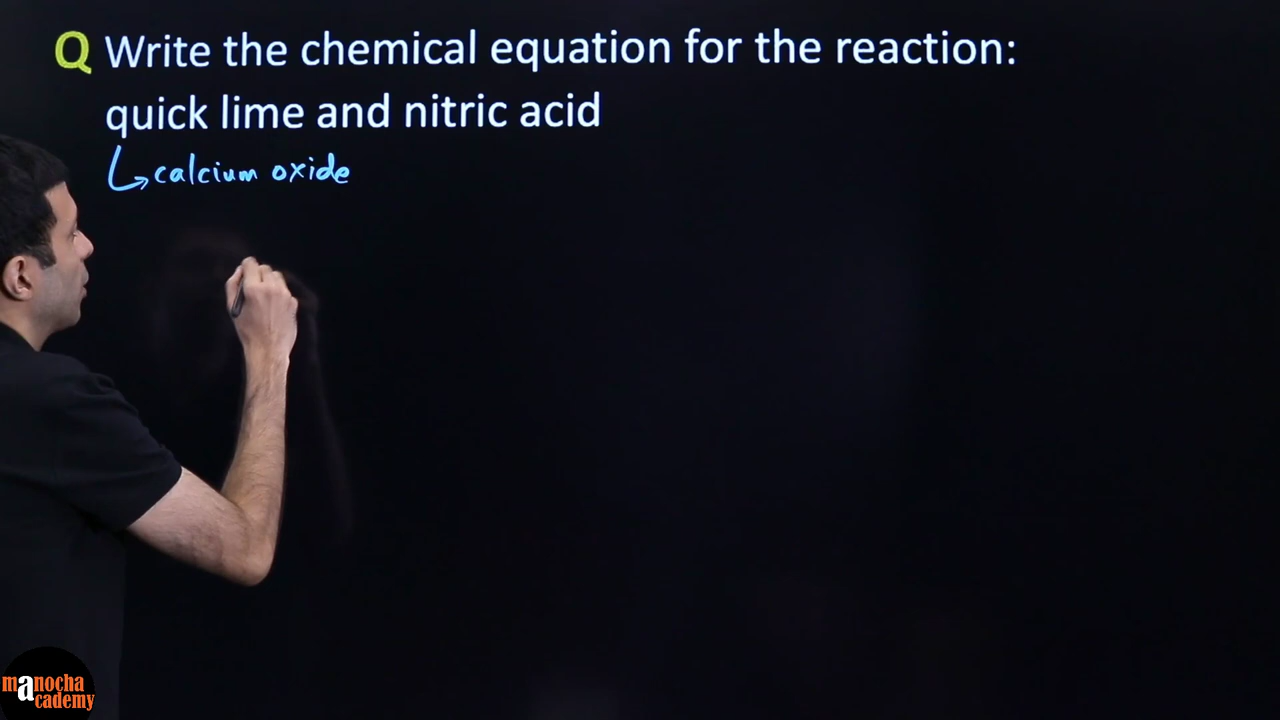 Q Write the chemical equation for the reaction:
quick lime and nitric acid
calcium oxide
manocha
academy